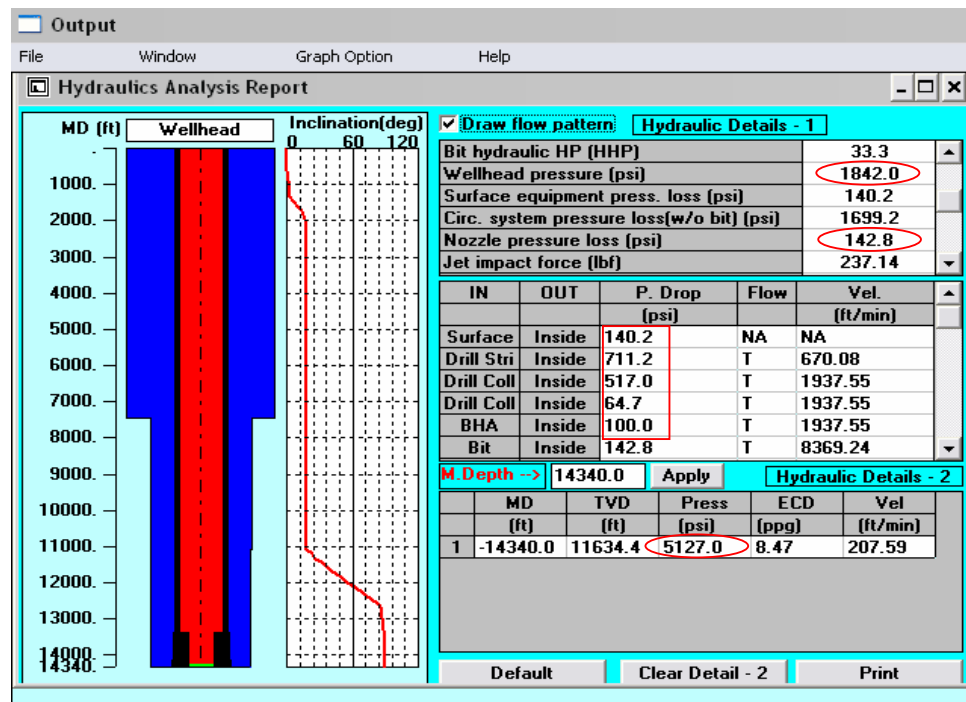 Output
File Window Graph Option Help
Hydraulics Analysis Report
MD (ft) Wellhead Inclination(deg)
0 60 120
1000.
2000.
3000.
4000.
5000.
6000.
7000.
8000.
9000.
10000.
11000.
12000.
13000.
14000.
14340.
Draw flow pattern Hydraulic Details - 1
Bit hydraulic HP (HHP) 33.3
Wellhead pressure (psi) 1842.0
Surface equipment press. loss (psi) 140.2
Circ. system pressure loss(w/o bit) (psi) 1699.2
Nozzle pressure loss (psi) 142.8
Jet impact force (lbf) 237.14
IN OUT P. Drop Flow Vel.
(psi) (ft/min)
Surface Inside 140.2 NA NA
Drill Stri Inside 711.2 T 670.08
Drill Coll Inside 517.0 T 1937.55
Drill Coll Inside 64.7 T 1937.55
BHA Inside 100.0 T 1937.55
Bit Inside 142.8 T 8369.24
M.Depth --> 14340.0 Apply Hydraulic Details - 2
MD TVD Press ECD Vel
(ft) (ft) (psi) (ppg) (ft/min)
1 -14340.0 11634.4 5127.0 8.47 207.59
Default Clear Detail - 2 Print